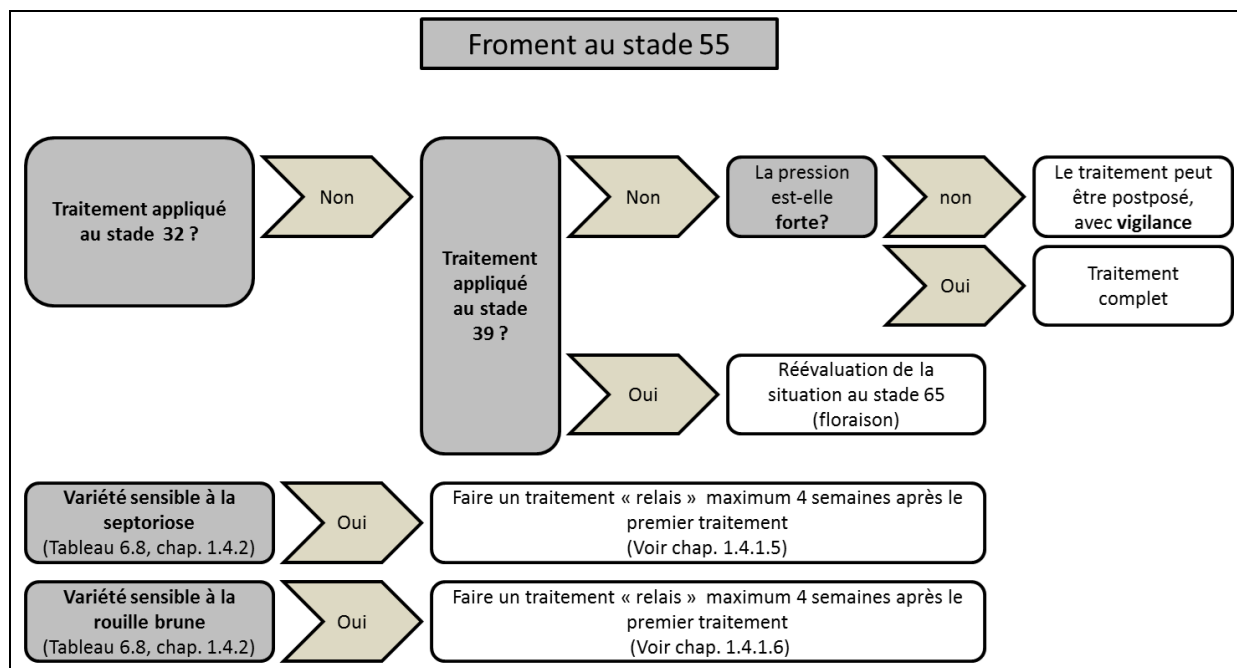 Froment au stade 55
Traitement appliqué
au stade 32 ?
Non
Traitement
appliqué
au stade
39 ?
Non
La pression
est-elle
forte?
non
Le traitement peut
être postposé,
avec vigilance
Oui
Traitement
complet
Oui
Réévaluation de la
situation au stade 65
(floraison)
Variété sensible à la
septoriose
(Tableau 6.8, chap. 1.4.2)
Oui
Faire un traitement « relais » maximum 4 semaines après le
premier traitement
(Voir chap. 1.4.1.5)
Variété sensible à la
rouille brune
(Tableau 6.8, chap. 1.4.2)
Oui
Faire un traitement « relais » maximum 4 semaines après le
premier traitement
(Voir chap. 1.4.1.6)